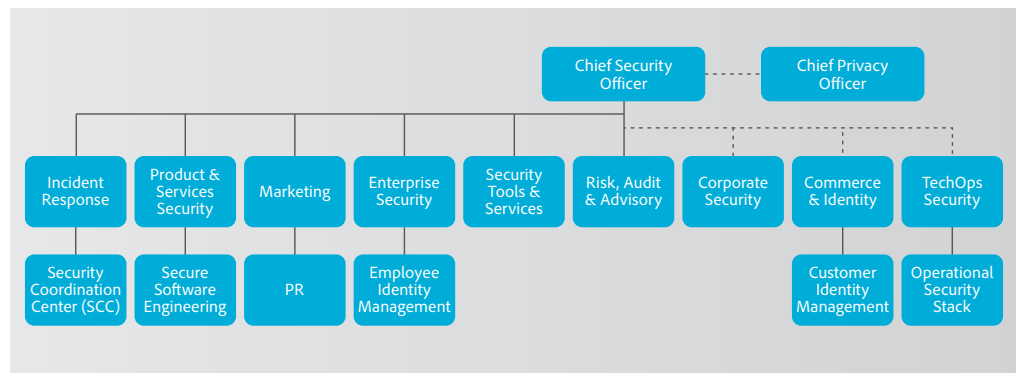 Chief Security
Officer
Chief Privacy
Officer
Incident
Response
Product &
Services
Security
Marketing
Enterprise
Security
Security
Tools &
Services
Risk, Audit
& Advisory
Corporate
Security
Commerce
& Identity
TechOps
Security
Security
Coordination
Center (SCC)
Secure
Software
Engineering
PR
Employee
Identity
Management
Customer
Identity
Management
Operational
Security
Stack